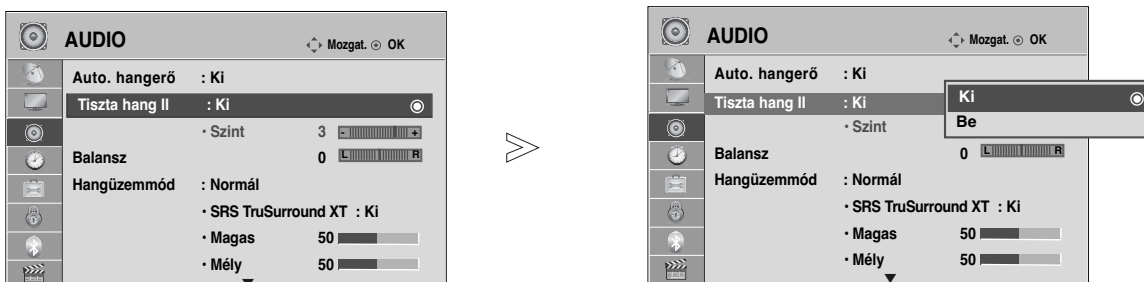 AUDIO Mozgat. OK
Auto. hangerő : Ki
Tiszta hang II : Ki
• Szint 3 - +
Balansz 0 L R
Hangüzemmód : Normál
• SRS TruSurround XT : Ki
• Magas 50
• Mély 50
AUDIO Mozgat. OK
Auto. hangerő : Ki
Tiszta hang II : Ki
• Szint
Ki
Be
Balansz 0 L R
Hangüzemmód : Normál
• SRS TruSurround XT : Ki
• Magas 50
• Mély 50